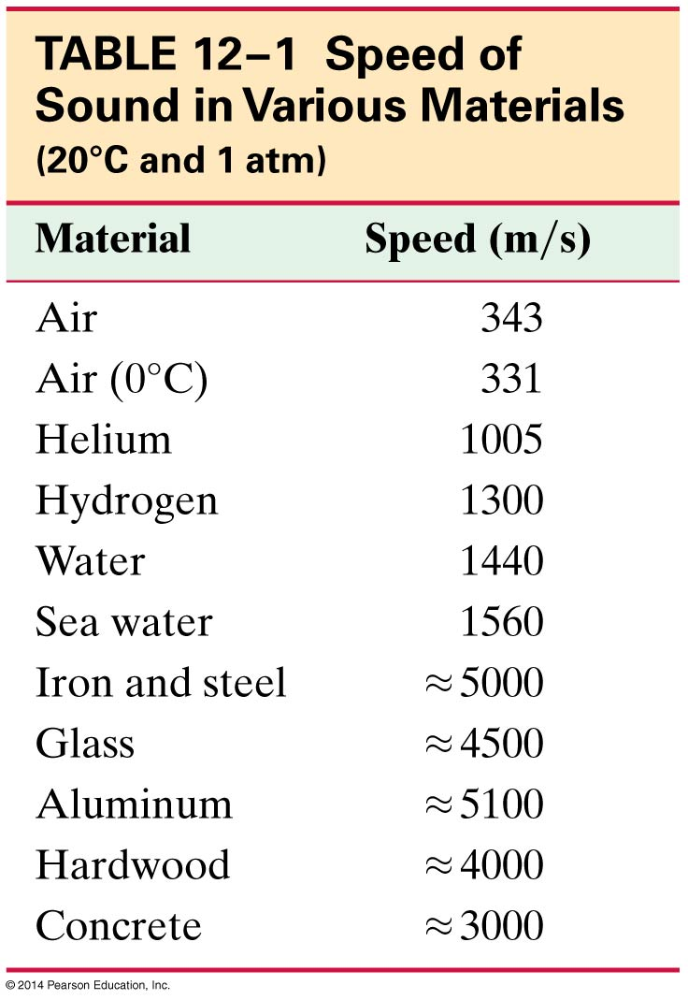 TABLE 12–1 Speed of
Sound in Various Materials
(20°C and 1 atm)
Material Speed (m/s)
Air 343
Air (0°C) 331
Helium 1005
Hydrogen 1300
Water 1440
Sea water 1560
Iron and steel ≈ 5000
Glass ≈ 4500
Aluminum ≈ 5100
Hardwood ≈ 4000
Concrete ≈ 3000
© 2014 Pearson Education, Inc.